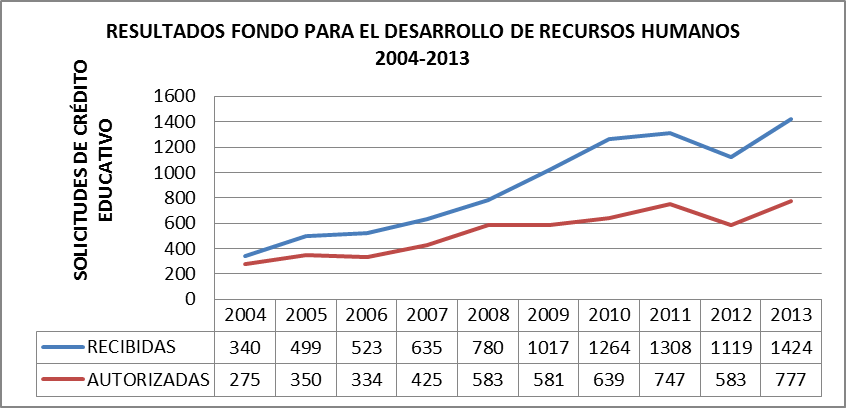 RESULTADOS FONDO PARA EL DESARROLLO DE RECURSOS HUMANOS
2004-2013
SOLICITUDES DE CRÉDITO
EDUCATIVO
1600
1400
1200
1000
800
600
400
200
0
2004 2005 2006 2007 2008 2009 2010 2011 2012 2013
RECIBIDAS 340 499 523 635 780 1017 1264 1308 1119 1424
AUTORIZADAS 275 350 334 425 583 581 639 747 583 777